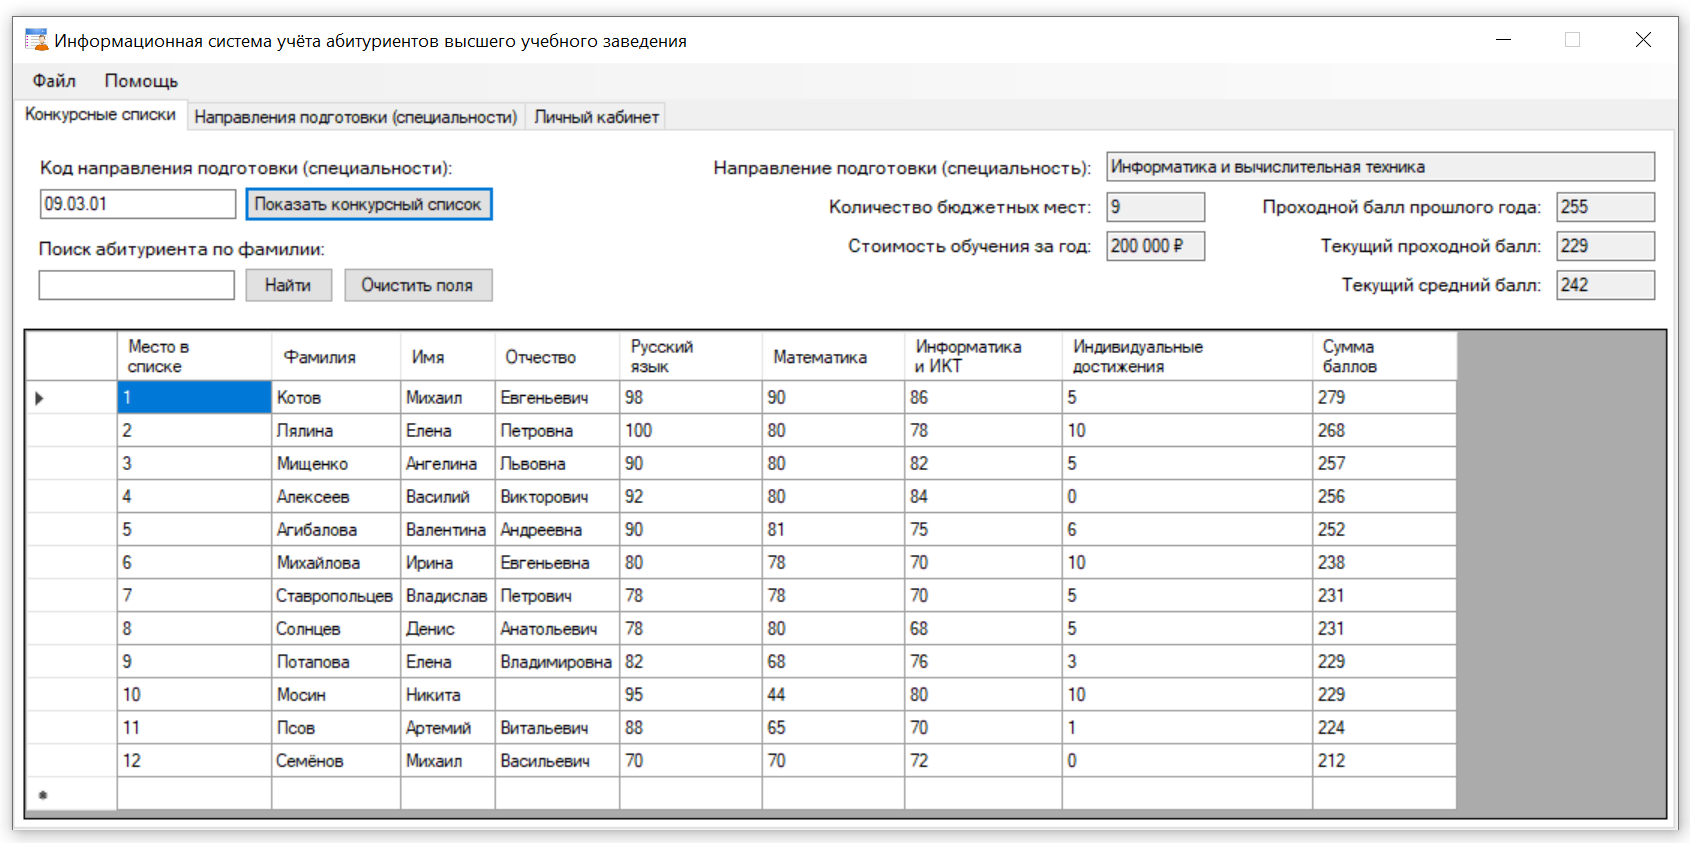 Информационная система учёта абитуриентов высшего учебного заведения
Файл Помощь
Конкурсные списки Направления подготовки (специальности) Личный кабинет
Код направления подготовки (специальности):
09.03.01 Показать конкурсный список
Поиск абитуриента по фамилии:
Найти Очистить поля
Направление подготовки (специальность): Информатика и вычислительная техника
Количество бюджетных мест: 9 Проходной балл прошлого года: 255
Стоимость обучения за год: 200 000 ₽ Текущий проходной балл: 229
Текущий средний балл: 242
Место в списке Фамилия Имя Отчество Русский язык Математика Информатика и ИКТ Индивидуальные достижения Сумма баллов
1 Котов Михаил Евгеньевич 98 90 86 5 279
2 Лялина Елена Петровна 100 80 78 10 268
3 Мищенко Ангелина Львовна 90 80 82 5 257
4 Алексеев Василий Викторович 92 80 84 0 256
5 Агибалова Валентина Андреевна 90 81 75 6 252
6 Михайлова Ирина Евгеньевна 80 78 70 10 238
7 Ставропольцев Владислав Петрович 78 78 70 5 231
8 Солнцев Денис Анатольевич 78 80 68 5 231
9 Потапова Елена Владимировна 82 68 76 3 229
10 Мосин Никита 95 44 80 10 229
11 Псов Артемий Витальевич 88 65 70 1 224
12 Семёнов Михаил Васильевич 70 70 72 0 212